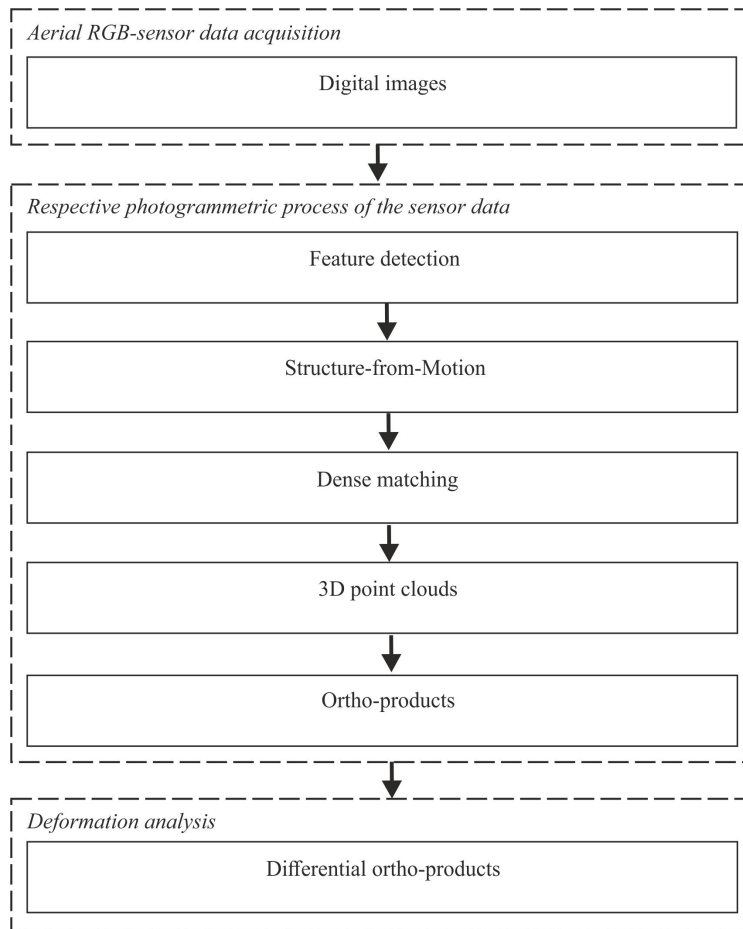 Aerial RGB-sensor data acquisition
Digital images
Respective photogrammetric process of the sensor data
Feature detection
Structure-from-Motion
Dense matching
3D point clouds
Ortho-products
Deformation analysis
Differential ortho-products